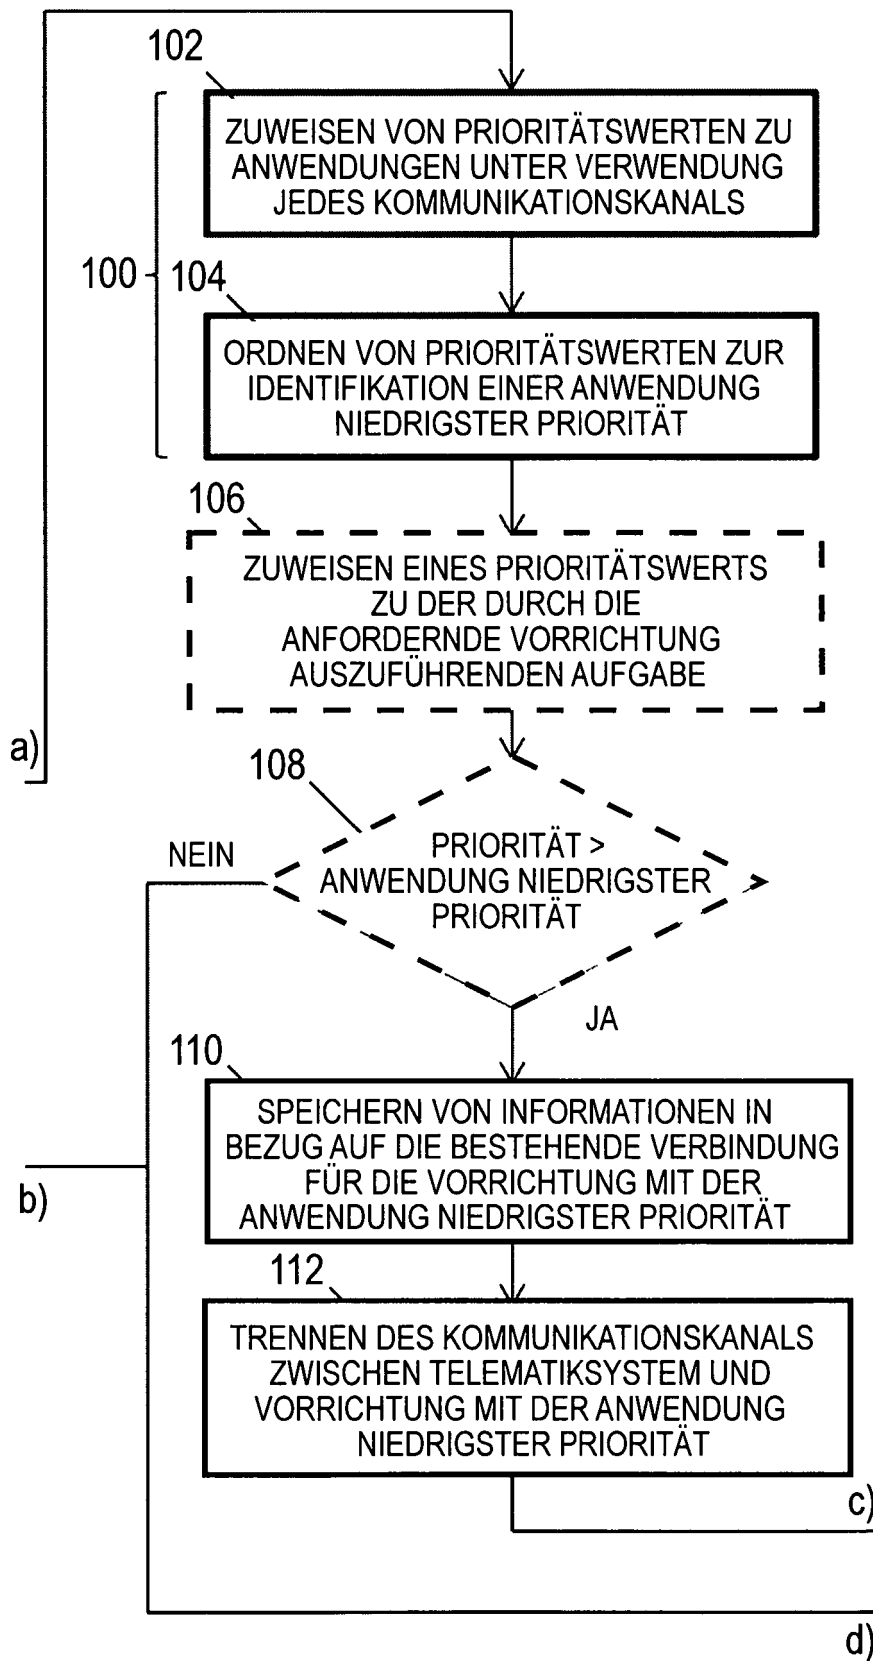 102
ZUWEISEN VON PRIORITÄTSWERTEN ZU
ANWENDUNGEN UNTER VERWENDUNG
JEDES KOMMUNIKATIONSKANALS
100
104
ORDNEN VON PRIORITÄTSWERTEN ZUR
IDENTIFIKATION EINER ANWENDUNG
NIEDRIGSTER PRIORITÄT
106
ZUWEISEN EINES PRIORITÄTSWERTS
ZU DER DURCH DIE
ANFORDERNDE VORRICHTUNG
AUSZUFÜHRENDEN AUFGABE
a)
108
NEIN
PRIORITÄT >
ANWENDUNG NIEDRIGSTER
PRIORITÄT
JA
110
SPEICHERN VON INFORMATIONEN IN
BEZUG AUF DIE BESTEHENDE VERBINDUNG
FÜR DIE VORRICHTUNG MIT DER
ANWENDUNG NIEDRIGSTER PRIORITÄT
b)
112
TRENNEN DES KOMMUNIKATIONSKANALS
ZWISCHEN TELEMATIKSYSTEM UND
VORRICHTUNG MIT DER ANWENDUNG
NIEDRIGSTER PRIORITÄT
c)
d)